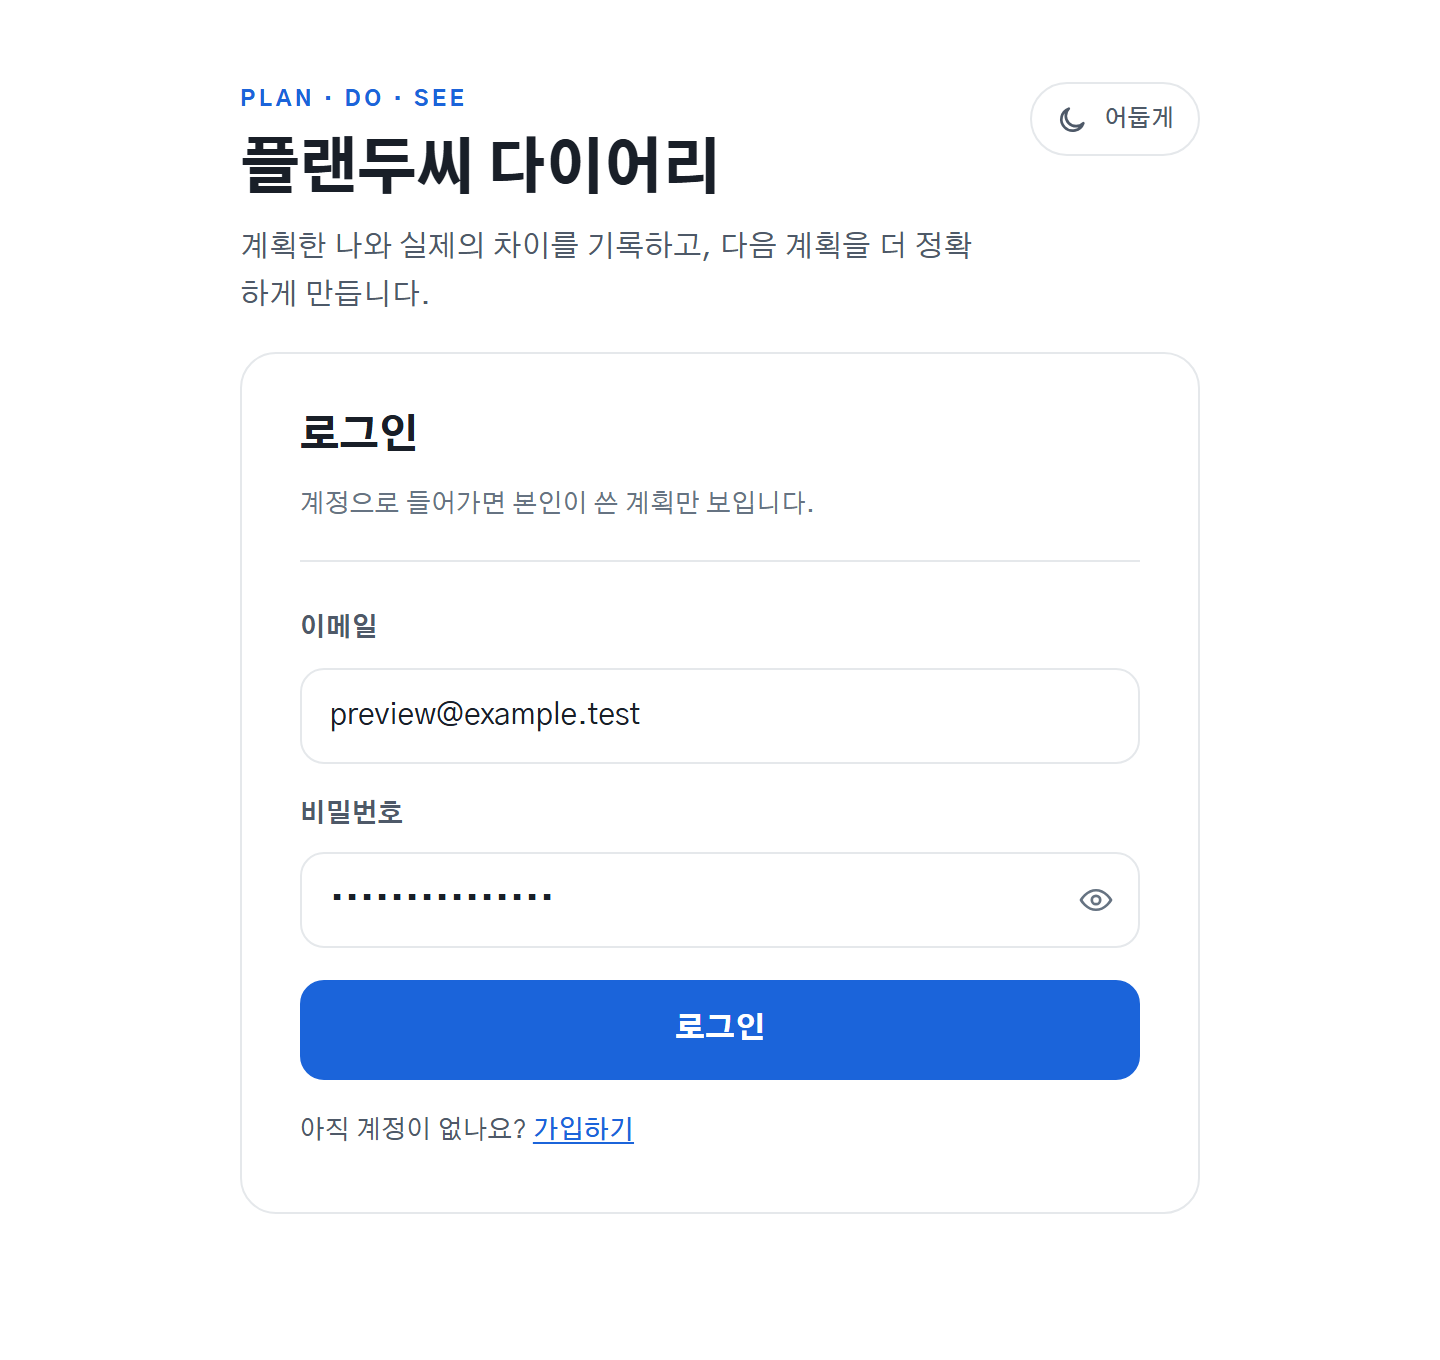 PLAN · DO · SEE
어둡게
플랜두씨 다이어리
계획한 나와 실제의 차이를 기록하고, 다음 계획을 더 정확
하게 만듭니다.
로그인
계정으로 들어가면 본인이 쓴 계획만 보입니다.
이메일
preview@example.test
비밀번호
로그인
아직 계정이 없나요? 가입하기